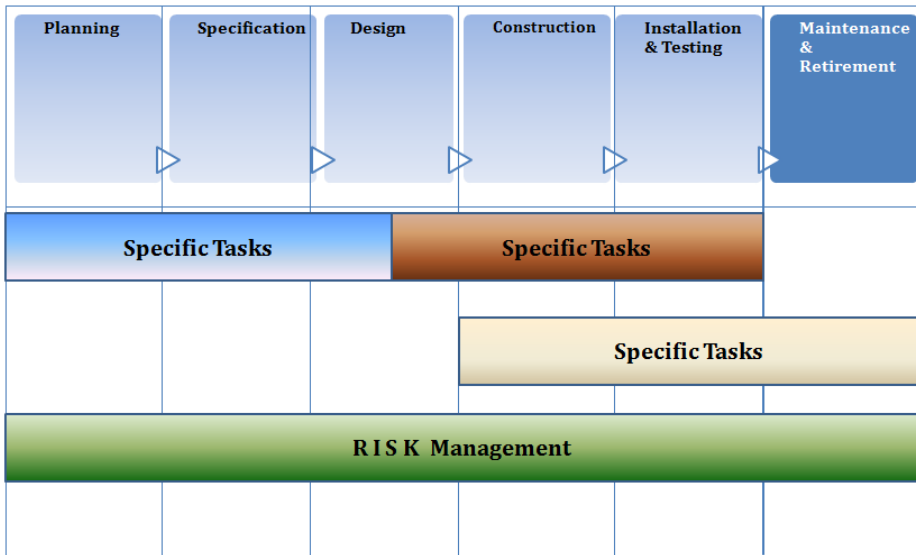 Planning
Specification
Design
Construction
Installation
& Testing
Maintenance
&
Retirement
Specific Tasks
Specific Tasks
Specific Tasks
R I S K Management